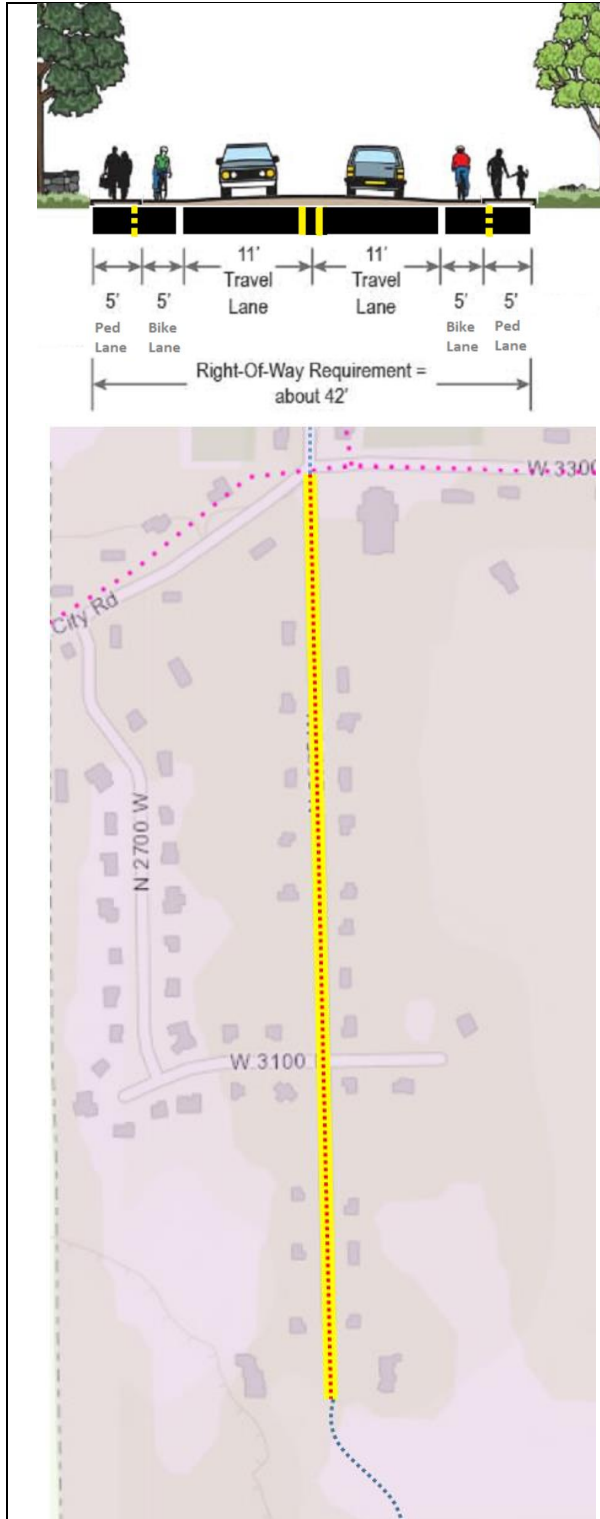 11' 11'
Travel Travel
Lane Lane
5' 5' 5' 5'
Ped Bike Bike Ped
Lane Lane Lane Lane
Right-Of-Way Requirement =
about 42'
W 3300
City Rd
N 2700 W
W 3100